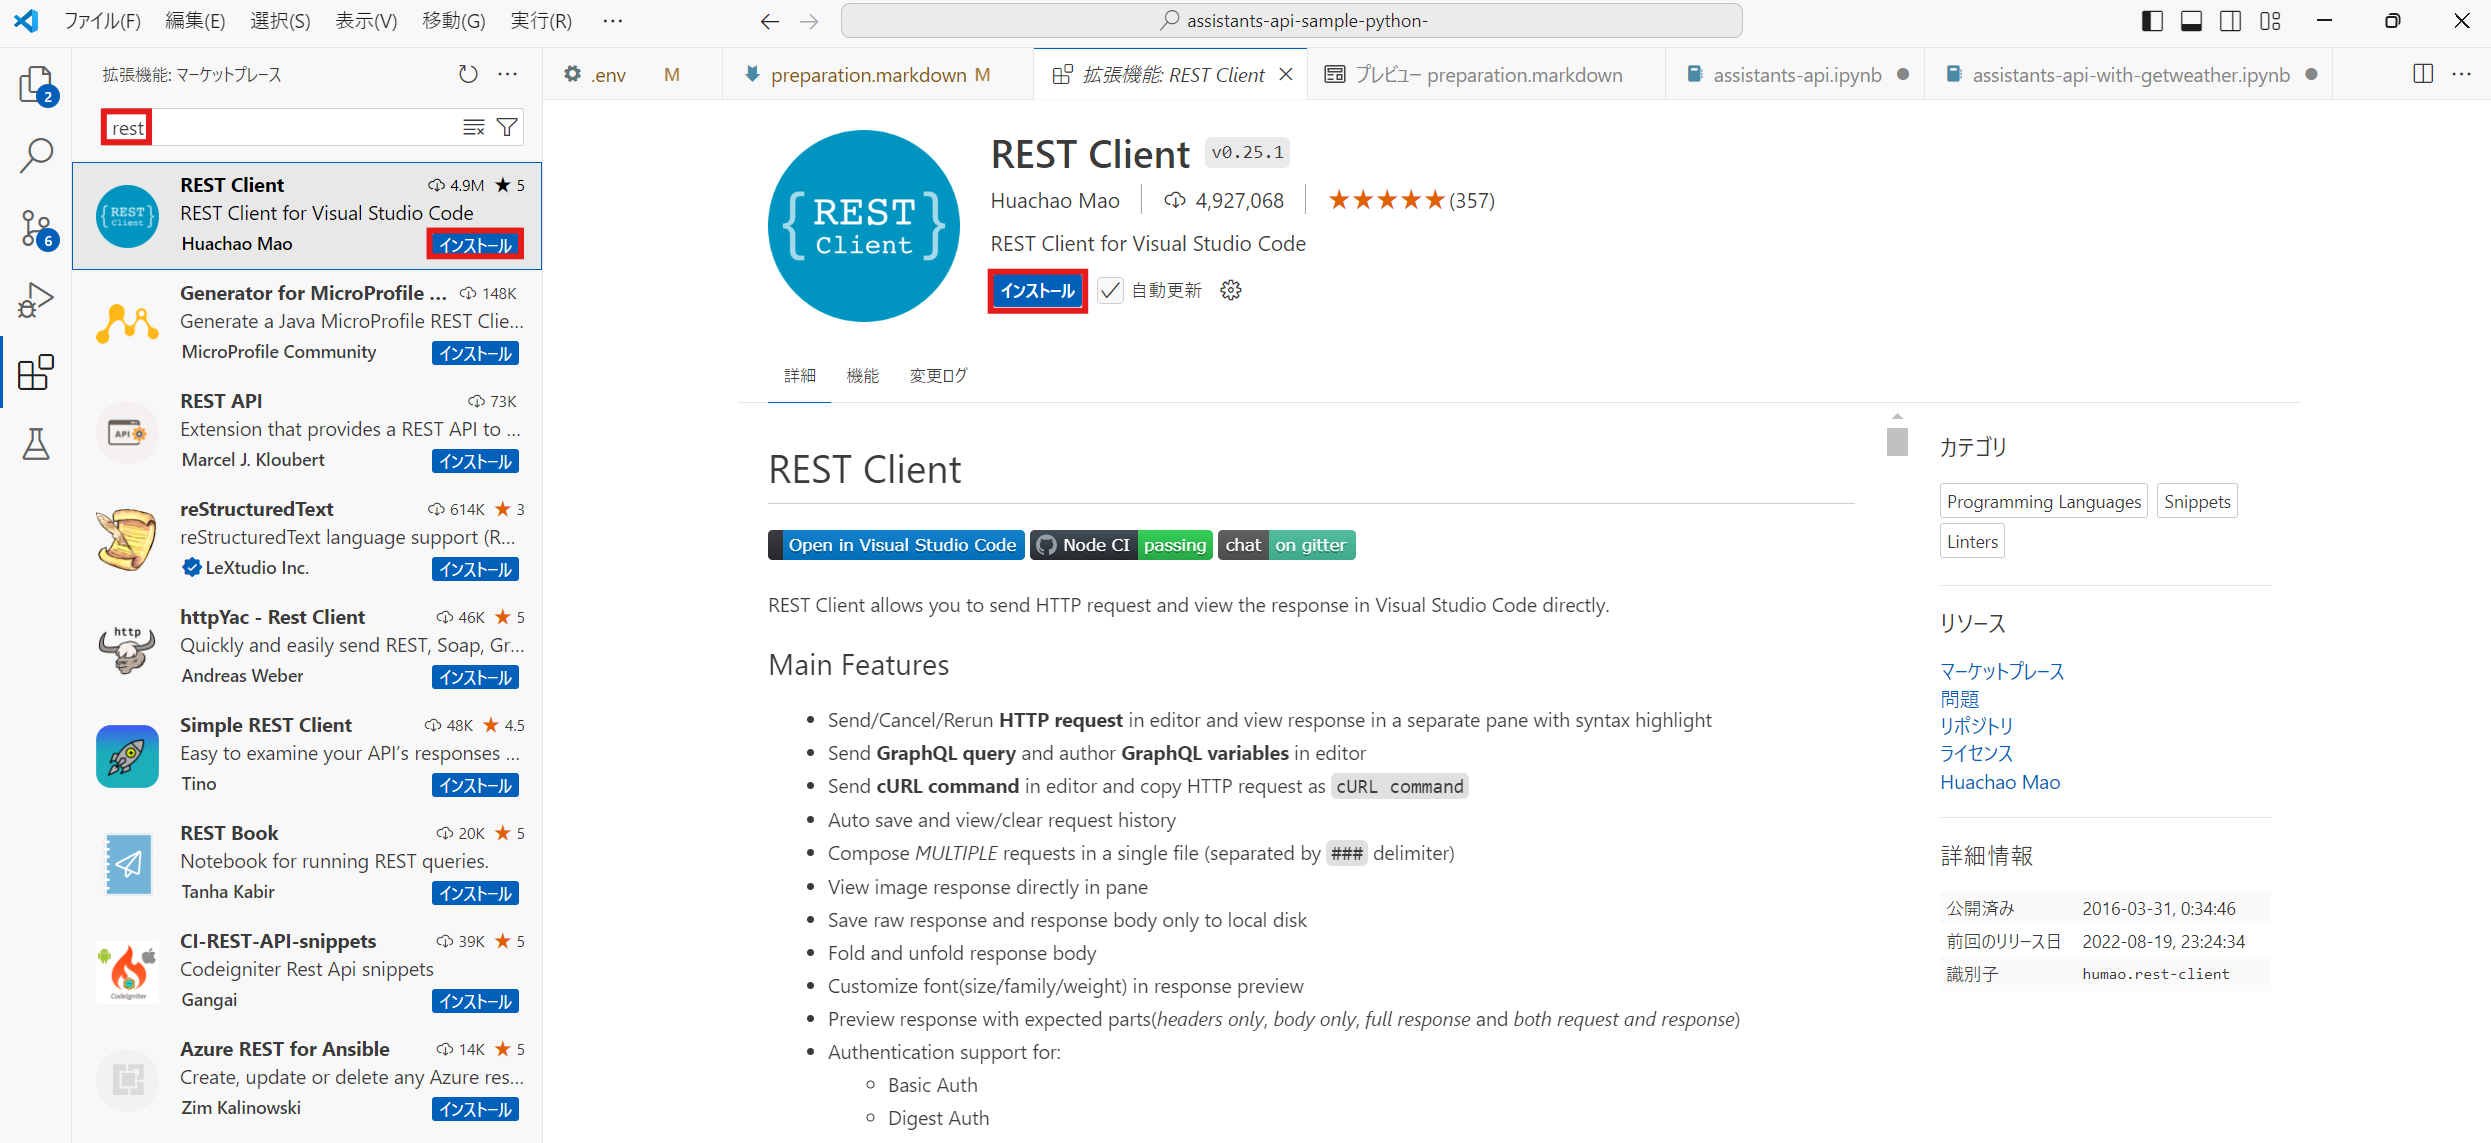 ファイル(F) 編集(E) 選択(S) 表示(V) 移動(G) 実行(R) ···
assistants-api-sample-python-
拡張機能: マーケットプレース
.env M
preparation.markdown M
拡張機能: REST Client
プレビュー preparation.markdown
assistants-api.ipynb
assistants-api-with-getweather.ipynb
2
6
rest
REST Client 4.9M ★ 5
REST Client for Visual Studio Code
Huachao Mao インストール
Generator for MicroProfile ... 148K
Generate a Java MicroProfile REST Clie...
MicroProfile Community インストール
REST API 73K
Extension that provides a REST API to ...
Marcel J. Kloubert インストール
API
reStructuredText 614K ★ 3
reStructuredText language support (R...
LeXtudio Inc. インストール
httpYac - Rest Client 46K ★ 5
Quickly and easily send REST, Soap, Gr...
Andreas Weber インストール
http
Simple REST Client 48K ★ 4.5
Easy to examine your API's responses ...
Tino インストール
REST Book 20K ★ 5
Notebook for running REST queries.
Tanha Kabir インストール
CI-REST-API-snippets 39K ★ 5
Codeigniter Rest Api snippets
Gangai インストール
CodeIgniter
Azure REST for Ansible 14K ★ 5
Create, update or delete any Azure res...
Zim Kalinowski インストール
{REST}
Client
{REST}
Client
REST Client v0.25.1
Huachao Mao 4,927,068 ★★★★★(357)
REST Client for Visual Studio Code
インストール 自動更新
詳細 機能 変更ログ
REST Client
Open in Visual Studio Code Node CI passing chat on gitter
REST Client allows you to send HTTP request and view the response in Visual Studio Code directly.
Main Features
• Send/Cancel/Rerun HTTP request in editor and view response in a separate pane with syntax highlight
• Send GraphQL query and author GraphQL variables in editor
• Send cURL command in editor and copy HTTP request as cURL command
• Auto save and view/clear request history
• Compose MULTIPLE requests in a single file (separated by ### delimiter)
• View image response directly in pane
• Save raw response and response body only to local disk
• Fold and unfold response body
• Customize font(size/family/weight) in response preview
• Preview response with expected parts(headers only, body only, full response and both request and response)
• Authentication support for:
◦ Basic Auth
◦ Digest Auth
カテゴリ
Programming Languages Snippets
Linters
リソース
マーケットプレース
問題
リポジトリ
ライセンス
Huachao Mao
詳細情報
公開済み 2016-03-31, 0:34:46
前回のリリース日 2022-08-19, 23:24:34
識別子 humao.rest-client